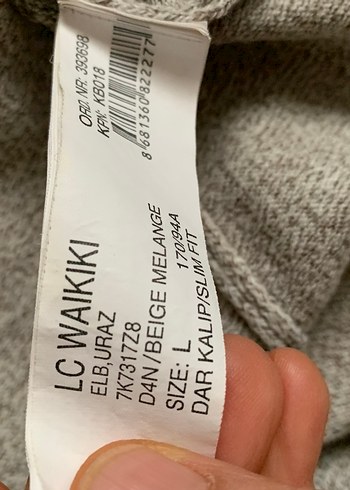 LC WAIKIKI
ELB,URAZ
7K7317Z8
D4N/BEIGE MELANGE
SIZE: L 170/94A
DAR KALIP/SLIM FIT
ORD. NR: 393698
KPN: KB018
8 681360 822277